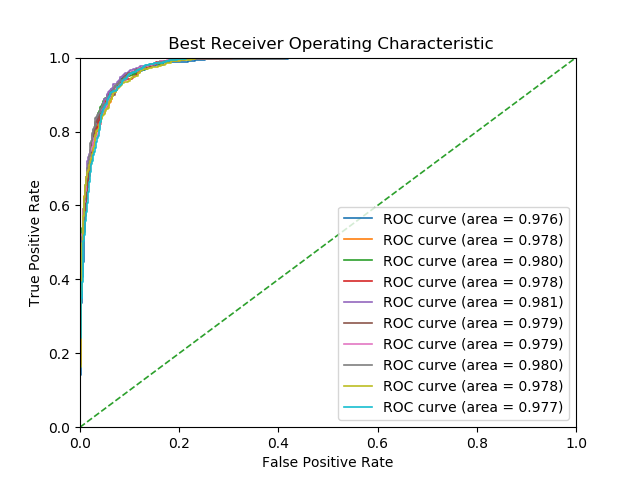 Best Receiver Operating Characteristic
True Positive Rate
1.0
0.8
0.6
0.4
0.2
0.0
ROC curve (area = 0.976)
ROC curve (area = 0.978)
ROC curve (area = 0.980)
ROC curve (area = 0.978)
ROC curve (area = 0.981)
ROC curve (area = 0.979)
ROC curve (area = 0.979)
ROC curve (area = 0.980)
ROC curve (area = 0.978)
ROC curve (area = 0.977)
0.0 0.2 0.4 0.6 0.8 1.0
False Positive Rate